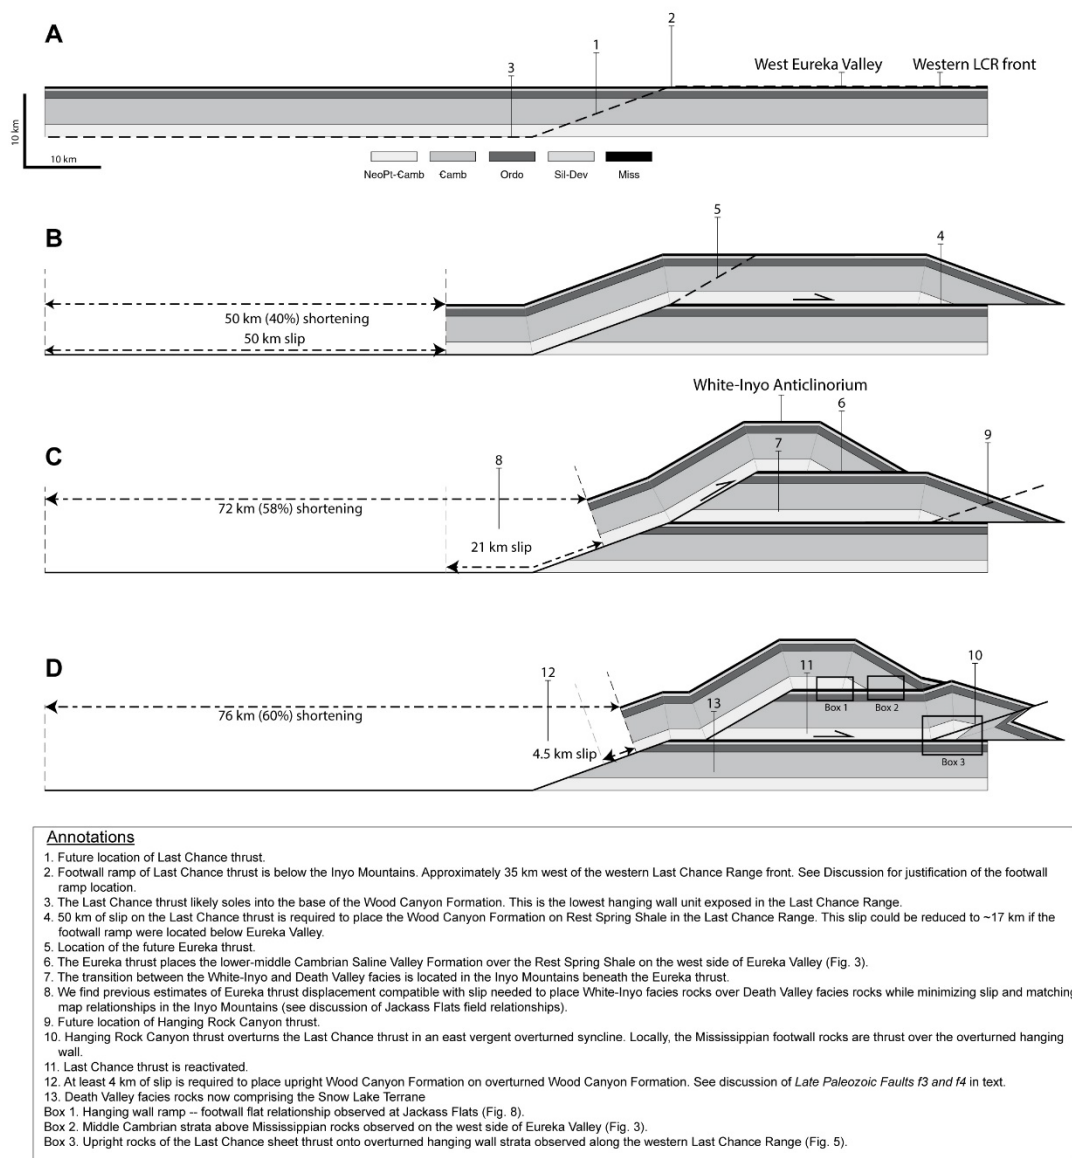 A
2
1
3
West Eureka Valley
Western LCR front
10 km
10 km
NeoPt-Єamb
Єamb
Ordo
Sil-Dev
Miss
B
5
4
50 km (40%) shortening
50 km slip
White-Inyo Anticlinorium
C
6
7
8
9
72 km (58%) shortening
21 km slip
D
12
11
10
13
76 km (60%) shortening
4.5 km slip
Box 1
Box 2
Box 3
Annotations
1. Future location of Last Chance thrust.
2. Footwall ramp of Last Chance thrust is below the Inyo Mountains. Approximately 35 km west of the western Last Chance Range front. See Discussion for justification of the footwall
ramp location.
3. The Last Chance thrust likely soles into the base of the Wood Canyon Formation. This is the lowest hanging wall unit exposed in the Last Chance Range.
4. 50 km of slip on the Last Chance thrust is required to place the Wood Canyon Formation on Rest Spring Shale in the Last Chance Range. This slip could be reduced to ~17 km if the
footwall ramp were located below Eureka Valley.
5. Location of the future Eureka thrust.
6. The Eureka thrust places the lower-middle Cambrian Saline Valley Formation over the Rest Spring Shale on the west side of Eureka Valley (Fig. 3).
7. The transition between the White-Inyo and Death Valley facies is located in the Inyo Mountains beneath the Eureka thrust.
8. We find previous estimates of Eureka thrust displacement compatible with slip needed to place White-Inyo facies rocks over Death Valley facies rocks while minimizing slip and matching
map relationships in the Inyo Mountains (see discussion of Jackass Flats field relationships).
9. Future location of Hanging Rock Canyon thrust.
10. Hanging Rock Canyon thrust overturns the Last Chance thrust in an east vergent overturned syncline. Locally, the Mississippian footwall rocks are thrust over the overturned hanging
wall.
11. Last Chance thrust is reactivated.
12. At least 4 km of slip is required to place upright Wood Canyon Formation on overturned Wood Canyon Formation. See discussion of Late Paleozoic Faults f3 and f4 in text.
13. Death Valley facies rocks now comprising the Snow Lake Terrane
Box 1. Hanging wall ramp -- footwall flat relationship observed at Jackass Flats (Fig. 8).
Box 2. Middle Cambrian strata above Mississippian rocks observed on the west side of Eureka Valley (Fig. 3).
Box 3. Upright rocks of the Last Chance sheet thrust onto overturned hanging wall strata observed along the western Last Chance Range (Fig. 5).